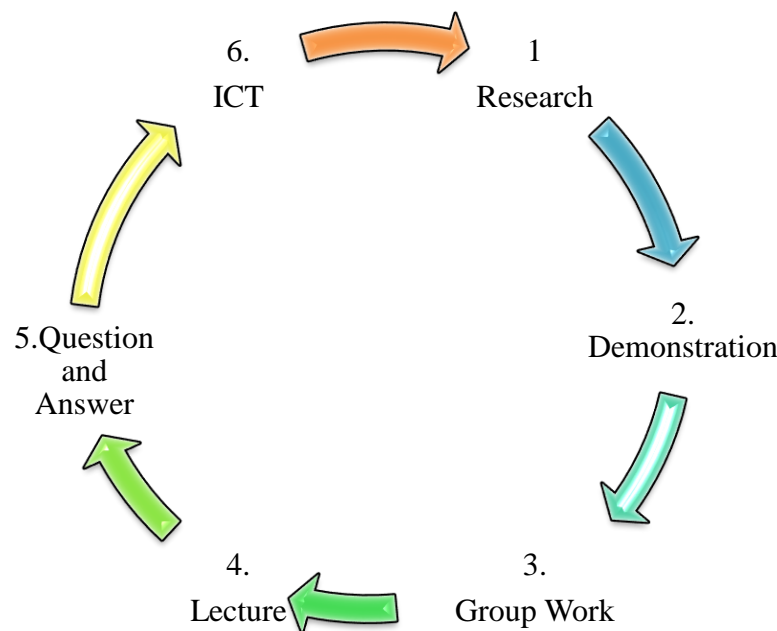 1
Research
2.
Demonstration
3.
Group Work
4.
Lecture
5.Question
and
Answer
6.
ICT